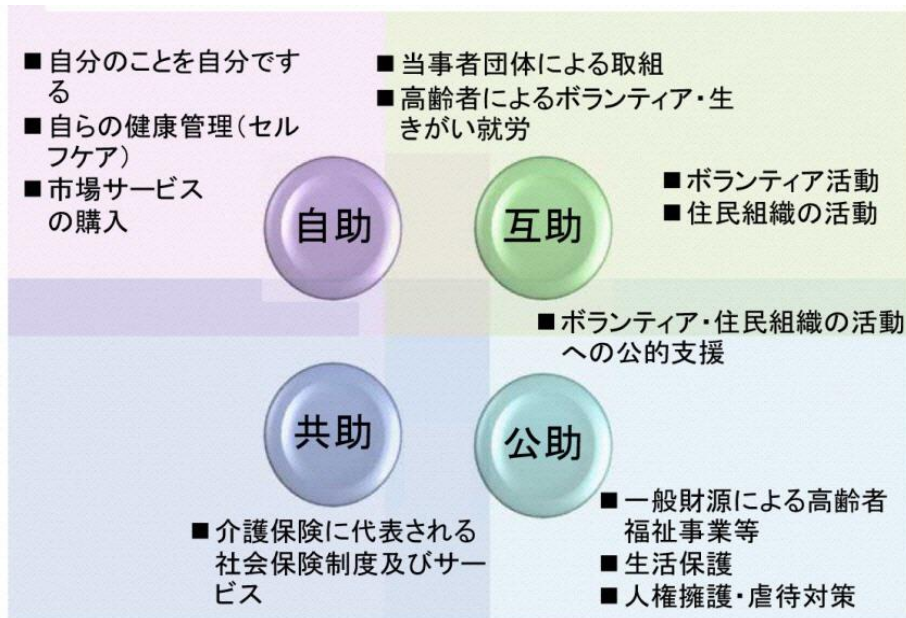 ■自分のことを自分です
る
■自らの健康管理(セル
フケア)
■市場サービス
の購入
■当事者団体による取組
■高齢者によるボランティア・生
きがい就労
■ボランティア活動
■住民組織の活動
自助
互助
■ボランティア・住民組織の活動
への公的支援
共助
公助
■介護保険に代表される
社会保険制度及びサー
ビス
■一般財源による高齢者
福祉事業等
■生活保護
■人権擁護・虐待対策